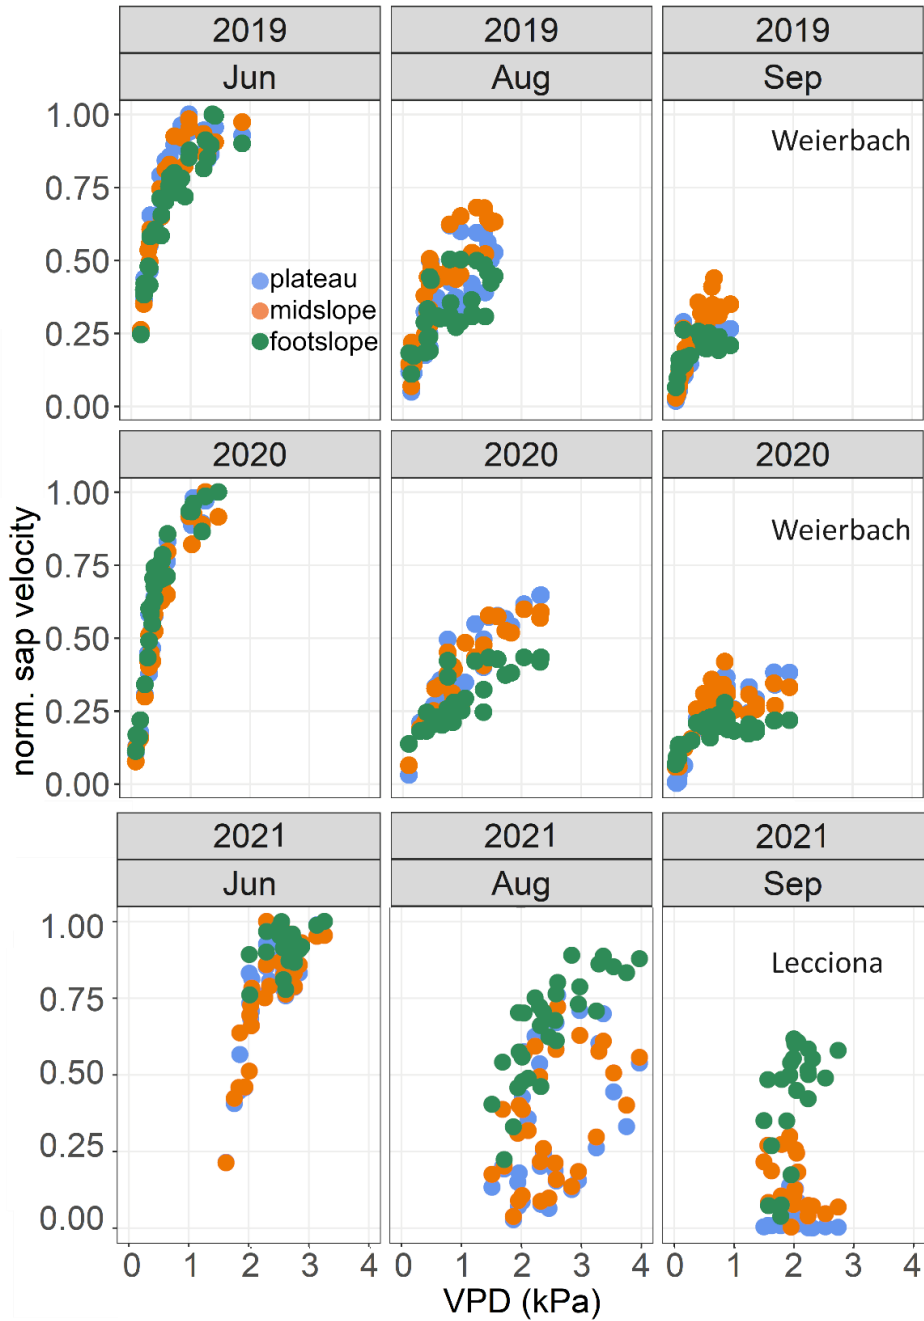 2019 2019 2019
Jun Aug Sep
1.00
Weierbach
0.75
0.50
plateau
midslope
0.25
footslope
0.00
2020 2020 2020
1.00
Weierbach
0.75
0.50
0.25
0.00
norm. sap velocity
2021 2021 2021
Jun Aug Sep
1.00
Lecciona
0.75
0.50
0.25
0.00
0 1 2 3 4 0 1 2 3 4 0 1 2 3 4
VPD (kPa)